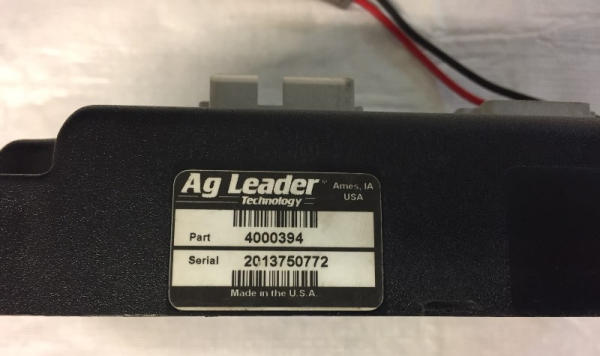 Ag Leader Ames, IA
Technology USA
Part 4000394
Serial 2013750772
Made in the U.S.A.